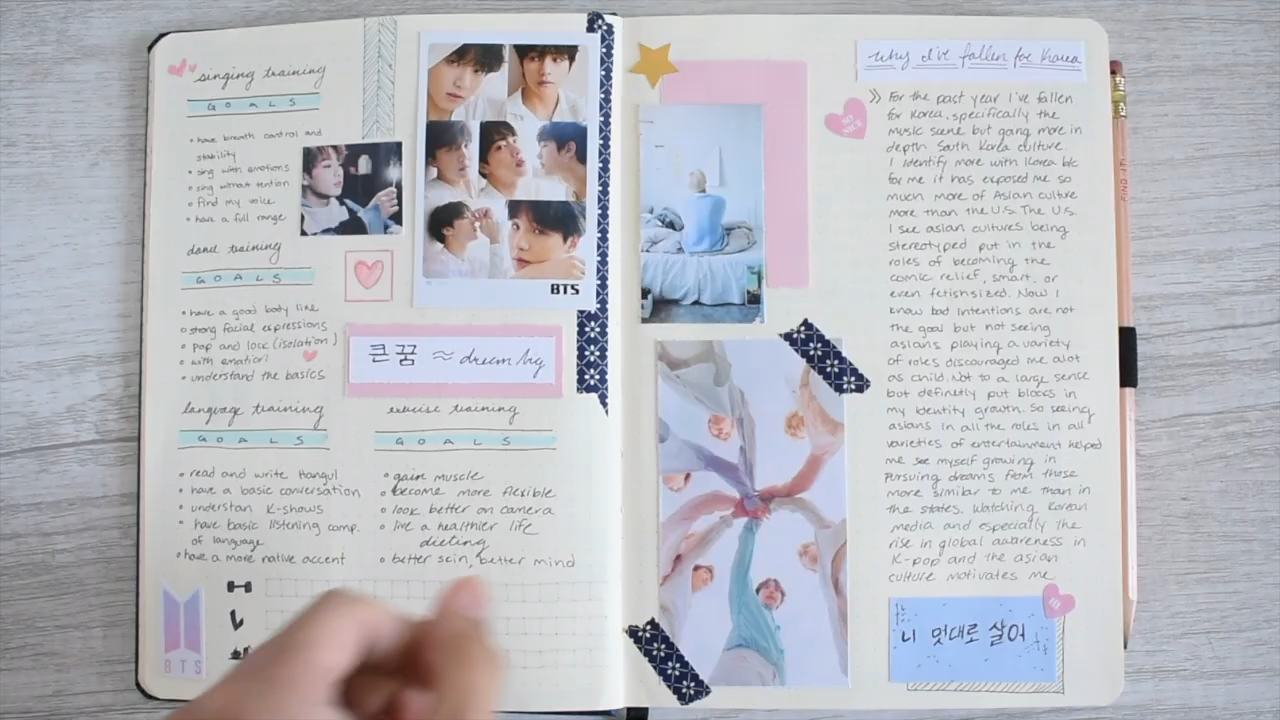 singing training
GOALS
• have breath control and
stability
• sing with emotions
• sing without tention
• find my voice
• have a full range
dance training
GOALS
• have a good body line
• strong facial expressions
• pop and lock (isolation)
• with emotion!
• understand the basics
BTS
큰 꿈 ≈ dream big
language training
GOALS
• read and write Hangul
• have a basic conversation
• understan K-shows
• have basic listening comp.
of language
• have a more native accent
exercise training
GOALS
• gain muscle
• become more flexible
• look better on camera
• live a healthier life
dieting
• better skin, better mind
BTS
why I've fallen for Korea
SO NICE
» For the past year I've fallen
for Korea, specifically the
music scene but going more in
depth South Korea culture.
I identify more with Korea b/c
for me it has exposed me so
much more of Asian culture
more than the U.S. The U.S.
I see asian cultures being
stereotyped put in the
roles of becoming the
comic relief, smart, or
even fetishsized. Now I
know bad intentions are not
the goal but not seeing
asians playing a variety
of roles discouraged me alot
as child. Not to a large sense
but definetly put blocks in
my identity growth. So seeing
asians in all the roles in all
varieties of entertainment helped
me see myself growing in
pursuing dreams from those
more similar to me than in
the states. Watching Korean
media and especially the
rise in global awareness in
K-pop and the asian
culture motivates me
니 멋대로 살어